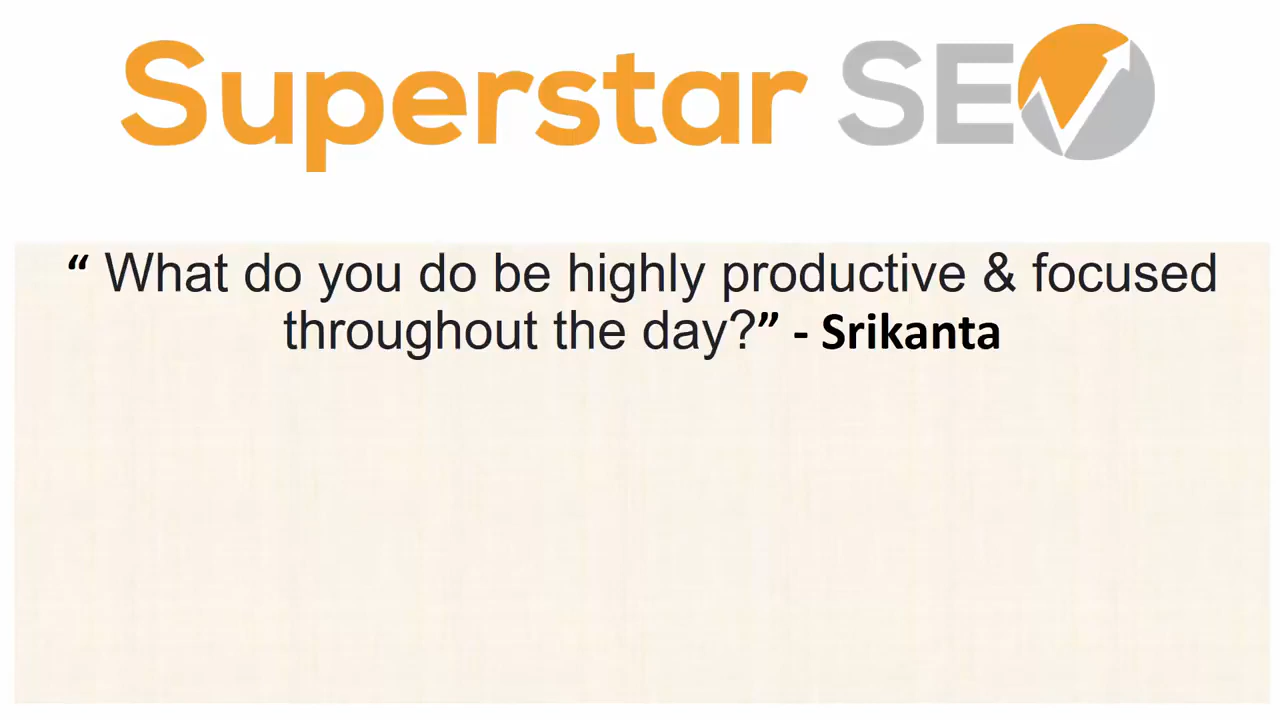 Superstar SEO
“ What do you do be highly productive & focused
throughout the day?” - Srikanta